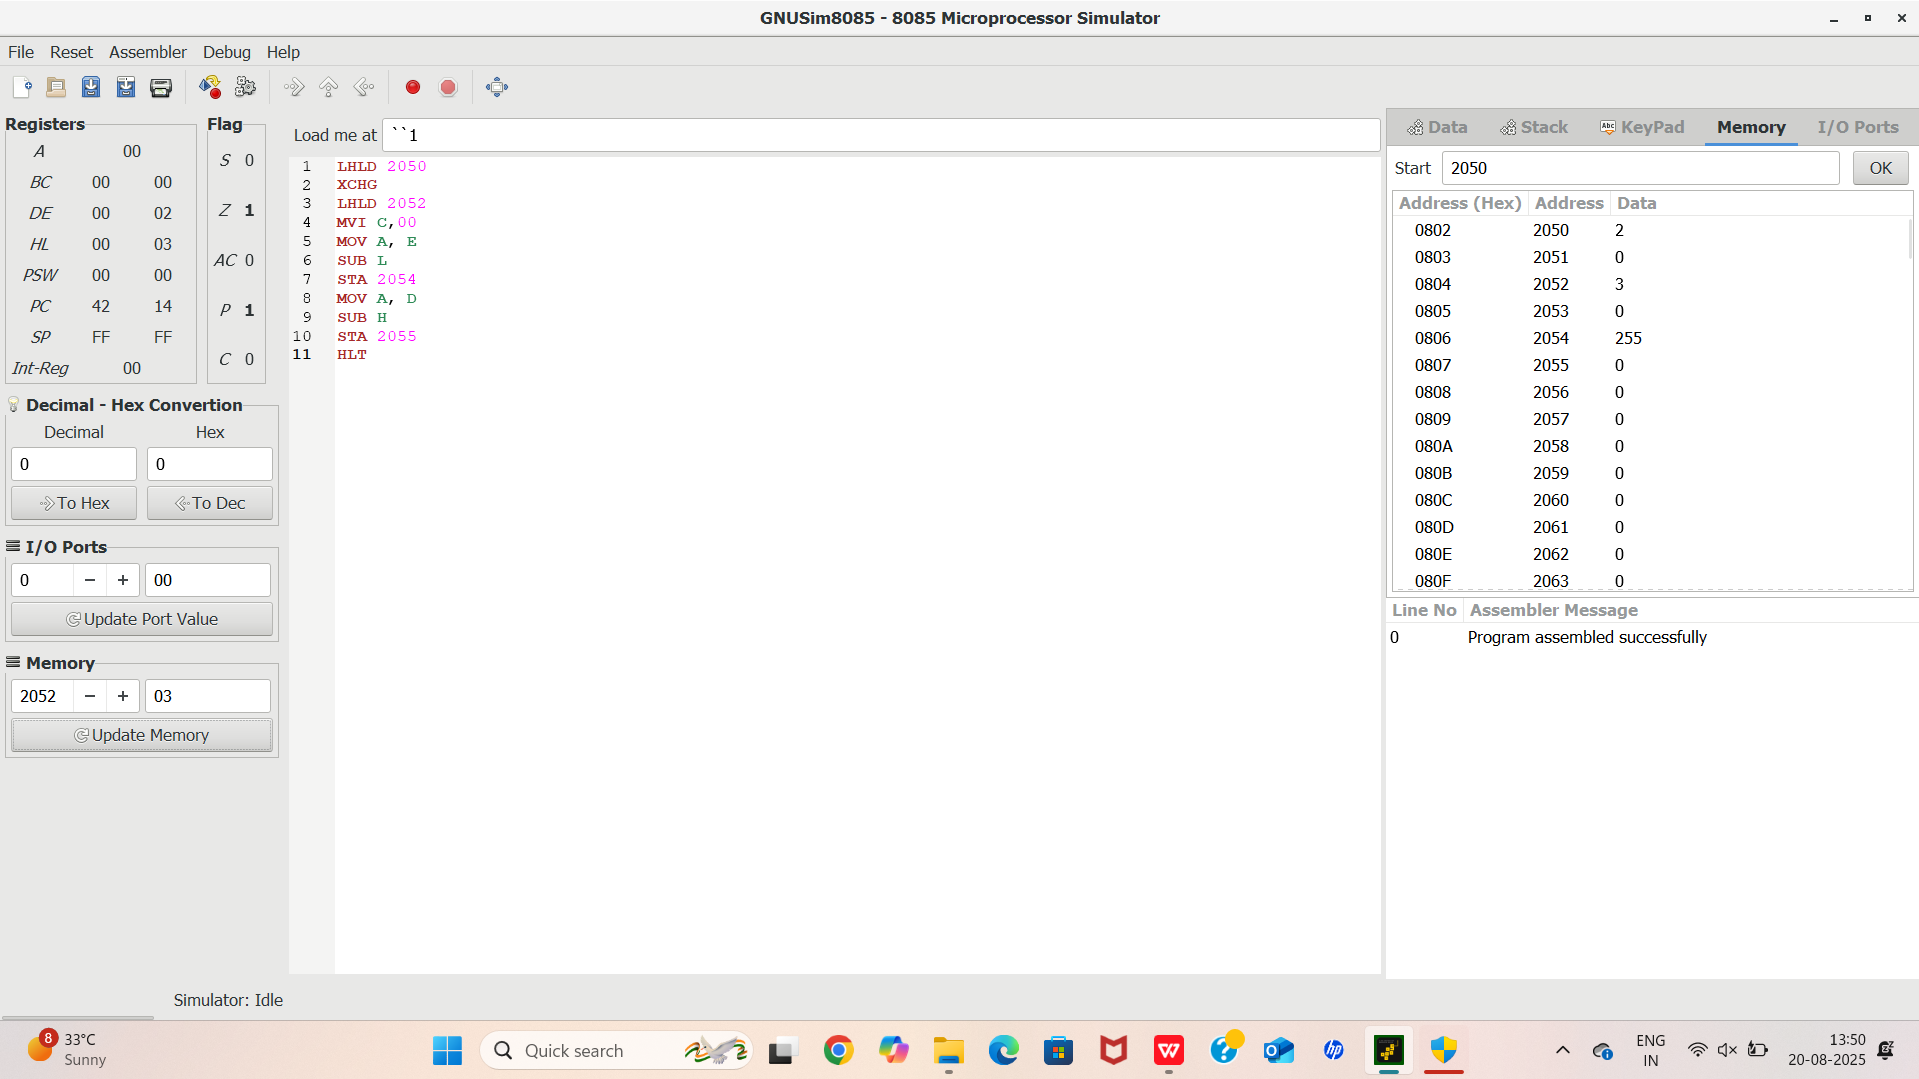 GNUSim8085 - 8085 Microprocessor Simulator
File Reset Assembler Debug Help
Registers
A 00
BC 00 00
DE 00 02
HL 00 03
PSW 00 00
PC 42 14
SP FF FF
Int-Reg 00
Flag
S 0
Z 1
AC 0
P 1
C 0
Decimal - Hex Convertion
Decimal Hex
0 0
To Hex To Dec
I/O Ports
0 − + 00
Update Port Value
Memory
2052 − + 03
Update Memory
Load me at ``1
1 LHLD 2050
2 XCHG
3 LHLD 2052
4 MVI C,00
5 MOV A, E
6 SUB L
7 STA 2054
8 MOV A, D
9 SUB H
10 STA 2055
11 HLT
Data Stack Abc KeyPad Memory I/O Ports
Start 2050 OK
Address (Hex) Address Data
0802 2050 2
0803 2051 0
0804 2052 3
0805 2053 0
0806 2054 255
0807 2055 0
0808 2056 0
0809 2057 0
080A 2058 0
080B 2059 0
080C 2060 0
080D 2061 0
080E 2062 0
080F 2063 0
Line No Assembler Message
0 Program assembled successfully
Simulator: Idle
8 33°C
Sunny
Quick search
W
?
hp
ENG
IN
13:50
20-08-2025